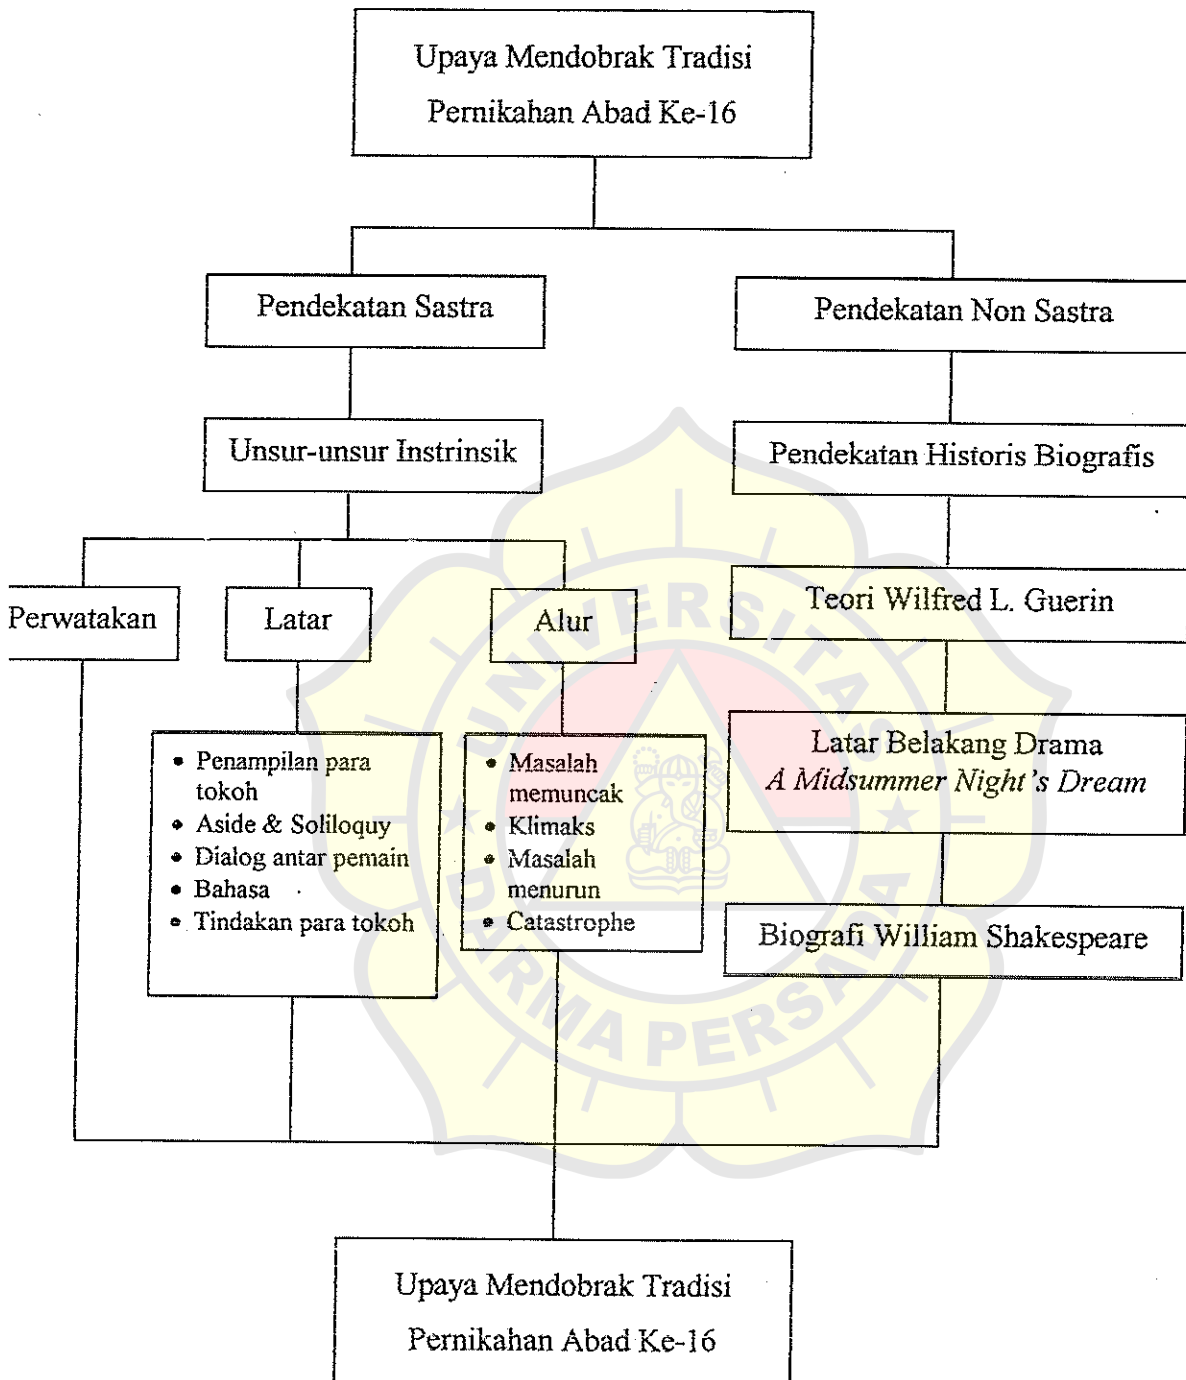 Upaya Mendobrak Tradisi
Pernikahan Abad Ke-16
Pendekatan Sastra
Pendekatan Non Sastra
Unsur-unsur Instrinsik
Pendekatan Historis Biografis
Perwatakan
Latar
Alur
Teori Wilfred L. Guerin
• Penampilan para
tokoh
• Aside & Soliloquy
• Dialog antar pemain
• Bahasa
• Tindakan para tokoh
• Masalah
memuncak
• Klimaks
• Masalah
menurun
• Catastrophe
Latar Belakang Drama
A Midsummer Night's Dream
Biografi William Shakespeare
UNIVERSITAS
DARMA PERSADA
Upaya Mendobrak Tradisi
Pernikahan Abad Ke-16